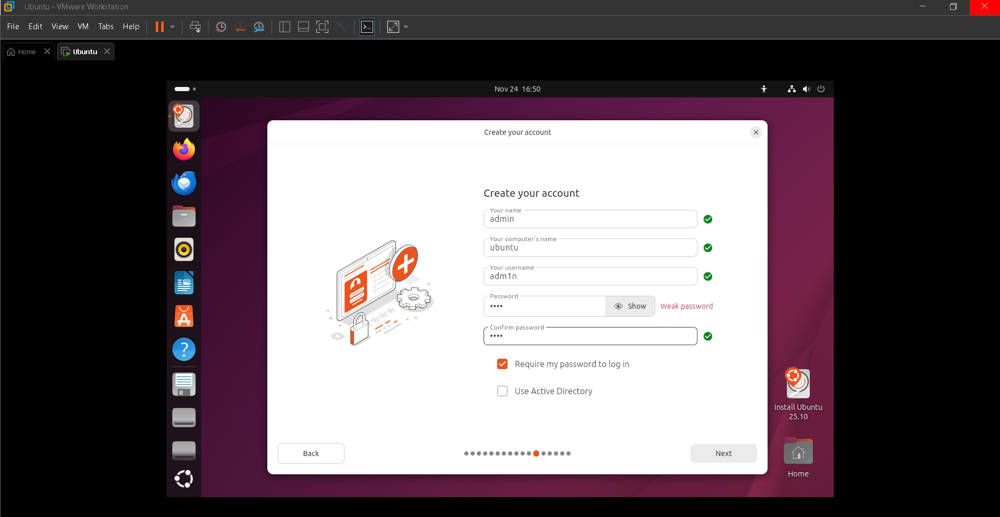 Ubuntu - VMware Workstation
File Edit View VM Tabs Help
Home Ubuntu
Nov 24 16:50
Create your account
Create your account
Your name
admin
Your computer's name
ubuntu
Your username
adm1n
Password
•••• Show Weak password
Confirm password
••••
Require my password to log in
Use Active Directory
Back Next
Install Ubuntu
25.10
Home